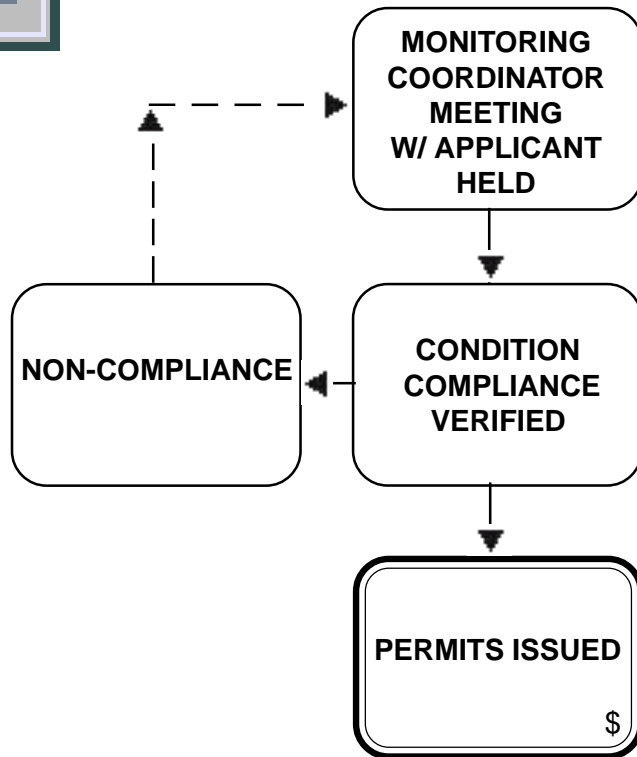 MONITORING
COORDINATOR
MEETING
W/ APPLICANT
HELD
NON-COMPLIANCE
CONDITION
COMPLIANCE
VERIFIED
PERMITS ISSUED
$